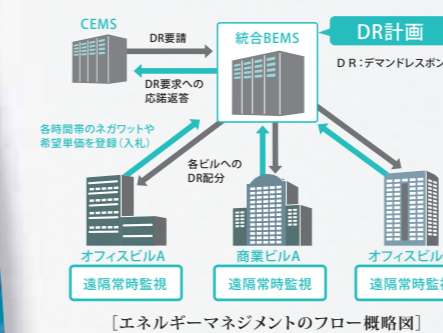 CEMS
DR要請
統合BEMS
DR計画
DR:デマンドレスポン
DR要求への
応諾返答
各時間帯のネガワットや
希望単価を登録(入札)
各ビルへの
DR配分
オフィスビルA
商業ビルA
オフィスビル
遠隔常時監視
遠隔常時監視
遠隔常時監
[エネルギーマネジメントのフロー概略図]